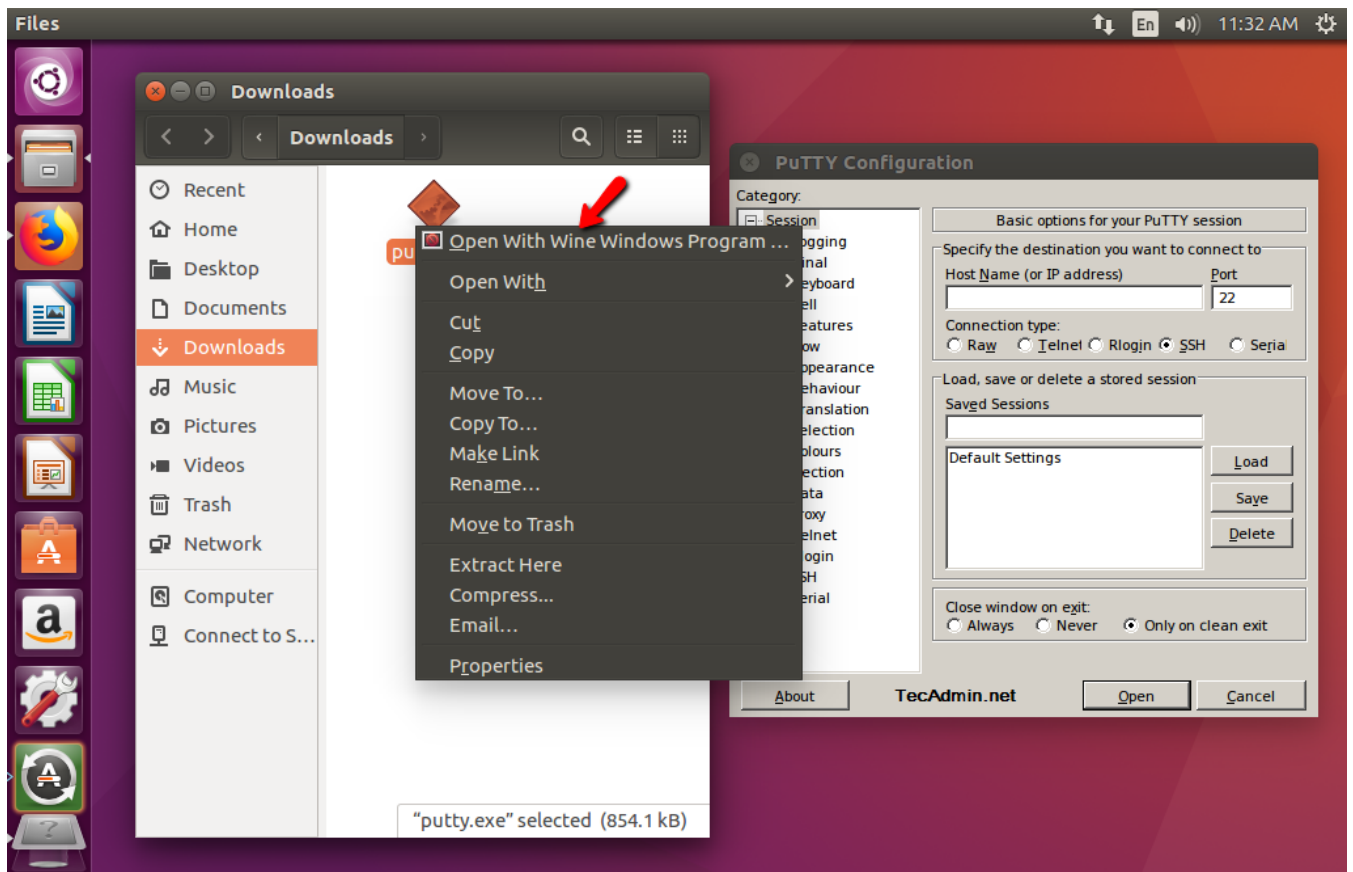 Files
En
11:32 AM
Downloads
Downloads
Recent
Home
Desktop
Documents
Downloads
Music
Pictures
Videos
Trash
Network
Computer
Connect to S...
pu
Open With Wine Windows Program ...
Open With
Cut
Copy
Move To...
Copy To...
Make Link
Rename...
Move to Trash
Extract Here
Compress...
Email...
Properties
“putty.exe” selected (854.1 kB)
PuTTY Configuration
Category:
Session
ogging
inal
eyboard
ell
eatures
ow
ppearance
ehaviour
ranslation
election
olours
ection
ata
roxy
elnet
login
SH
erial
Basic options for your PuTTY session
Specify the destination you want to connect to
Host Name (or IP address) Port
22
Connection type:
Raw Telnet Rlogin SSH Serial
Load, save or delete a stored session
Saved Sessions
Default Settings
Load
Save
Delete
Close window on exit:
Always Never Only on clean exit
About TecAdmin.net Open Cancel
a
?